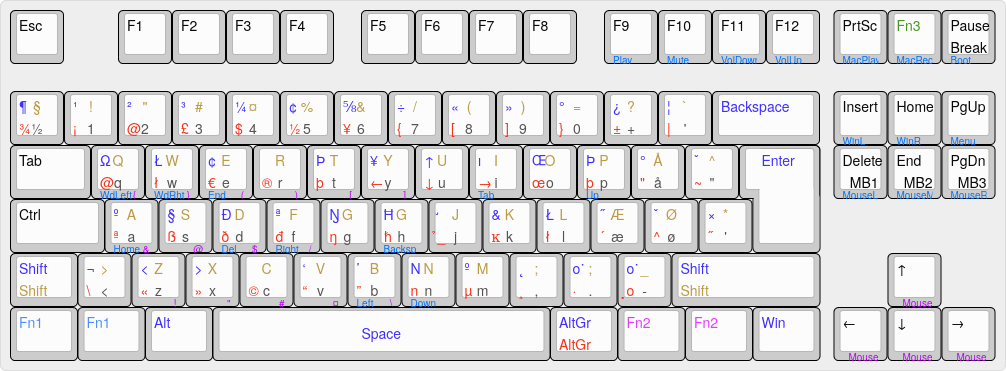 Esc F1 F2 F3 F4 F5 F6 F7 F8 F9 F10 F11 F12 PrtSc Fn3 Pause
Break
Play Mute VolDown VolUp MacPlay MacRec Boot
¶ § ' ! ² " ³ # ¼ ¤ ¢ % ⅝ & ÷ / « ( » ) ° = ¿ ? ¦ ` Backspace Insert Home PgUp
¾ ½ ¡ 1 @ 2 £ 3 $ 4 ½ 5 ¥ 6 { 7 [ 8 ] 9 } 0 ± + | '
WinL WinR Menu
Tab Ω Q Ł W ¢ E R Þ T ¥ Y ↑ U ı I Œ O Þ P ° Å ˇ ^ Enter Delete End PgDn
@ q ł w € e ® r þ t ← y ↓ u → i œ o þ p " å ~ " MB1 MB2 MB3
WdLeft { WdRht } End ( ) [ ] Tab Up MouseL MouseM MouseR
Ctrl º A § S Ð D ª F Ŋ G Ħ G J & K Ł L ˝ Æ ˇ Ø × *
ª a ß s ð d đ f ŋ g ħ h j ĸ k ł l ´ æ ^ ø ¨ '
Home & @ Del $ Right / Backsp
Shift ¬ > < Z > X C ‘ V ’ B N N º M ; ; _ Shift ↑
Shift \ < « z » x © c “ v ” b n n µ m , . - Shift
! " # ¤ Left \ Down Mouse
Fn1 Fn1 Alt Space AltGr Fn2 Fn2 Win ← ↓ →
AltGr
Mouse Mouse Mouse